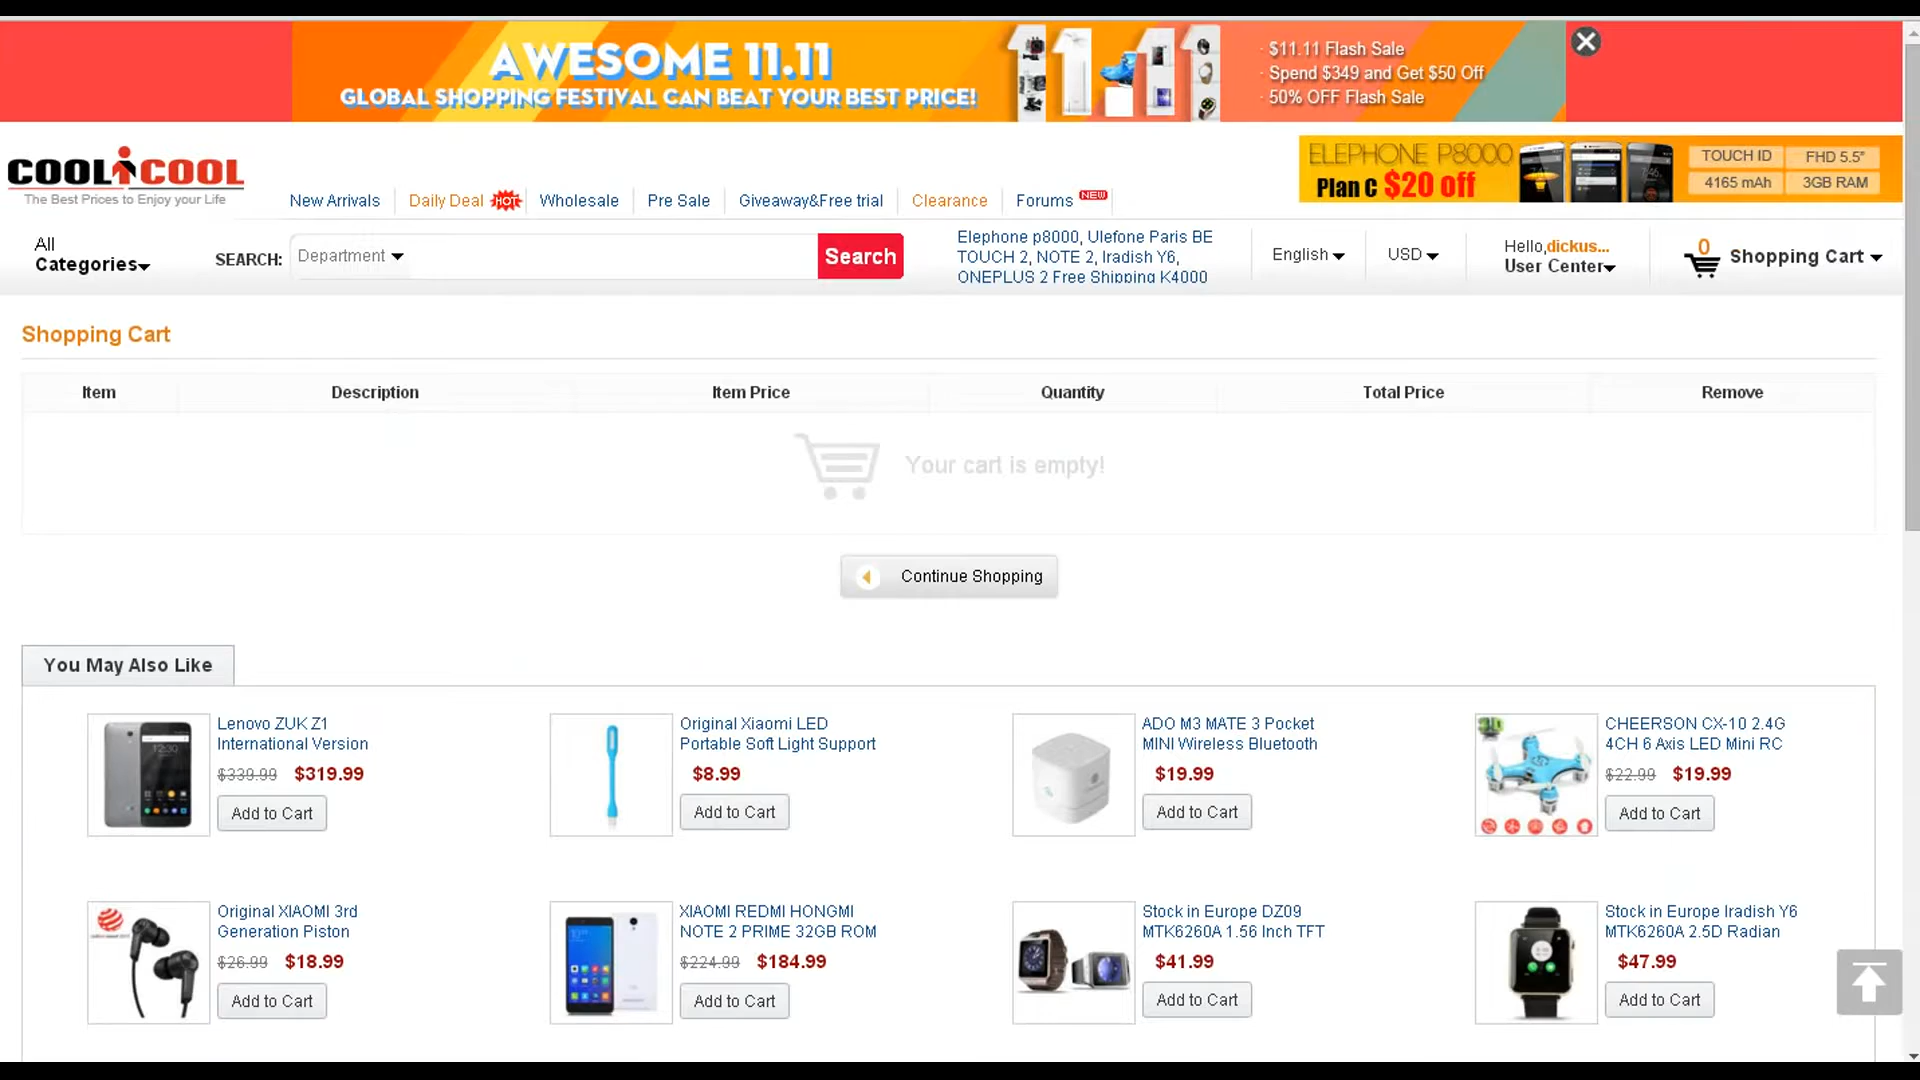 AWESOME 11.11
GLOBAL SHOPPING FESTIVAL CAN BEAT YOUR BEST PRICE!
11.11
· $11.11 Flash Sale
· Spend $349 and Get $50 Off
· 50% OFF Flash Sale
COOLiCOOL
The Best Prices to Enjoy your Life
New Arrivals
Daily Deal HOT
Wholesale
Pre Sale
Giveaway&Free trial
Clearance
Forums NEW
ELEPHONE P8000
Plan C $20 off
TOUCH ID
FHD 5.5"
4165 mAh
3GB RAM
All
Categories
SEARCH:
Department
Search
Elephone p8000, Ulefone Paris BE
TOUCH 2, NOTE 2, Iradish Y6,
ONEPLUS 2 Free Shipping K4000
English
USD
Hello,dickus...
User Center
0
Shopping Cart
Shopping Cart
Item
Description
Item Price
Quantity
Total Price
Remove
Your cart is empty!
Continue Shopping
You May Also Like
Lenovo ZUK Z1
International Version
$339.99 $319.99
Add to Cart
Original Xiaomi LED
Portable Soft Light Support
$8.99
Add to Cart
ADO M3 MATE 3 Pocket
MINI Wireless Bluetooth
$19.99
Add to Cart
CHEERSON CX-10 2.4G
4CH 6 Axis LED Mini RC
$22.99 $19.99
Add to Cart
Original XIAOMI 3rd
Generation Piston
$26.99 $18.99
Add to Cart
XIAOMI REDMI HONGMI
NOTE 2 PRIME 32GB ROM
$224.99 $184.99
Add to Cart
Stock in Europe DZ09
MTK6260A 1.56 Inch TFT
$41.99
Add to Cart
Stock in Europe Iradish Y6
MTK6260A 2.5D Radian
$47.99
Add to Cart